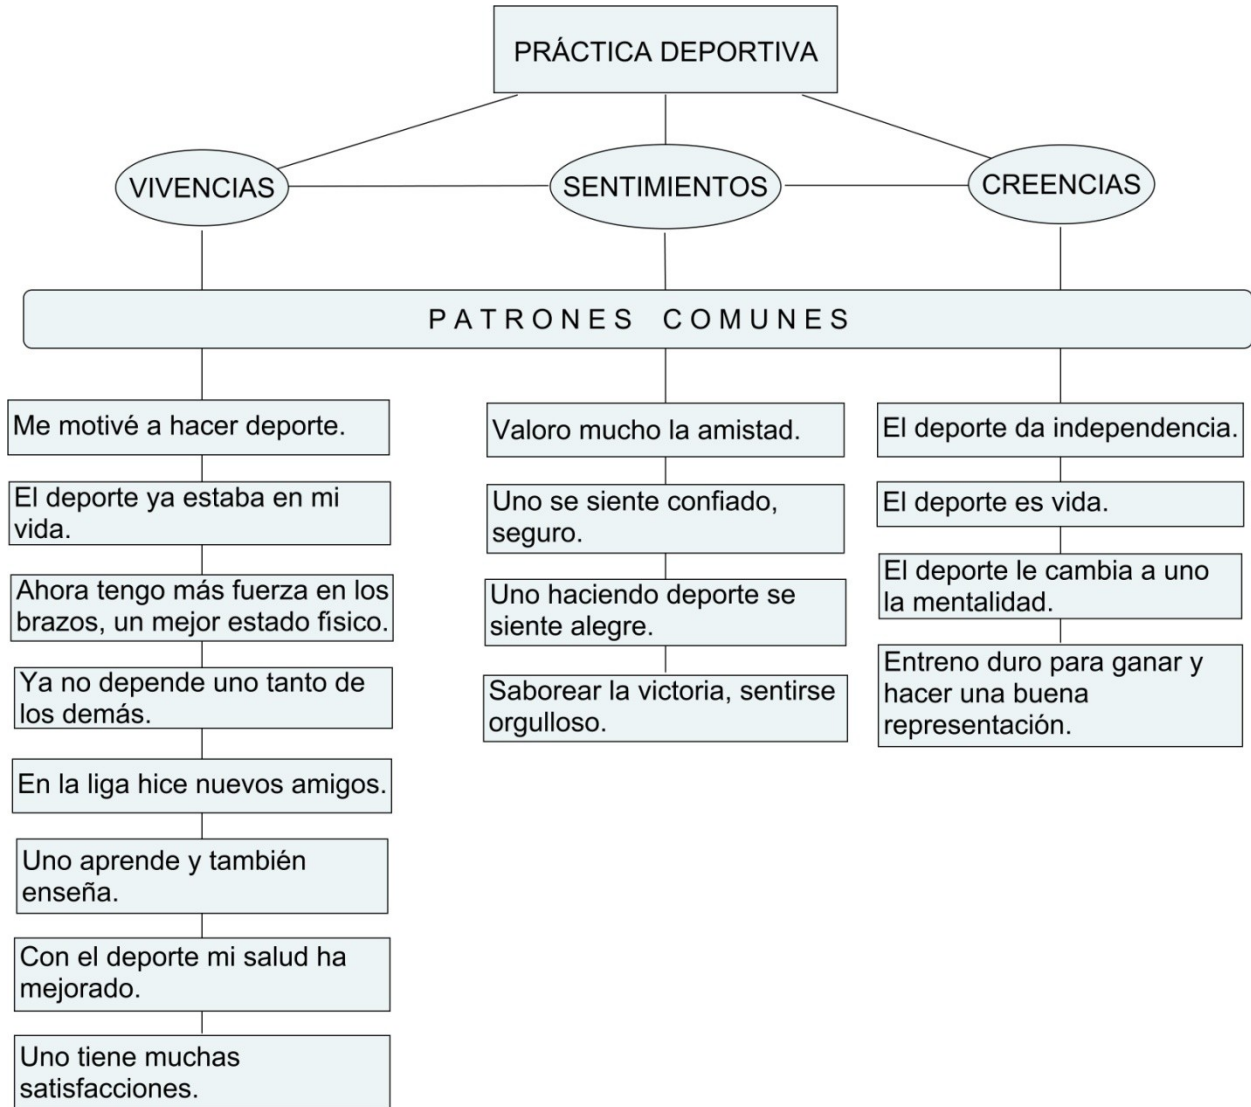 PRÁCTICA DEPORTIVA
VIVENCIAS
SENTIMIENTOS
CREENCIAS
PATRONES COMUNES
Me motivé a hacer deporte.
El deporte ya estaba en mi
vida.
Ahora tengo más fuerza en los
brazos, un mejor estado físico.
Ya no depende uno tanto de
los demás.
En la liga hice nuevos amigos.
Uno aprende y también
enseña.
Con el deporte mi salud ha
mejorado.
Uno tiene muchas
satisfacciones.
Valoro mucho la amistad.
Uno se siente confiado,
seguro.
Uno haciendo deporte se
siente alegre.
Saborear la victoria, sentirse
orgulloso.
El deporte da independencia.
El deporte es vida.
El deporte le cambia a uno
la mentalidad.
Entreno duro para ganar y
hacer una buena
representación.